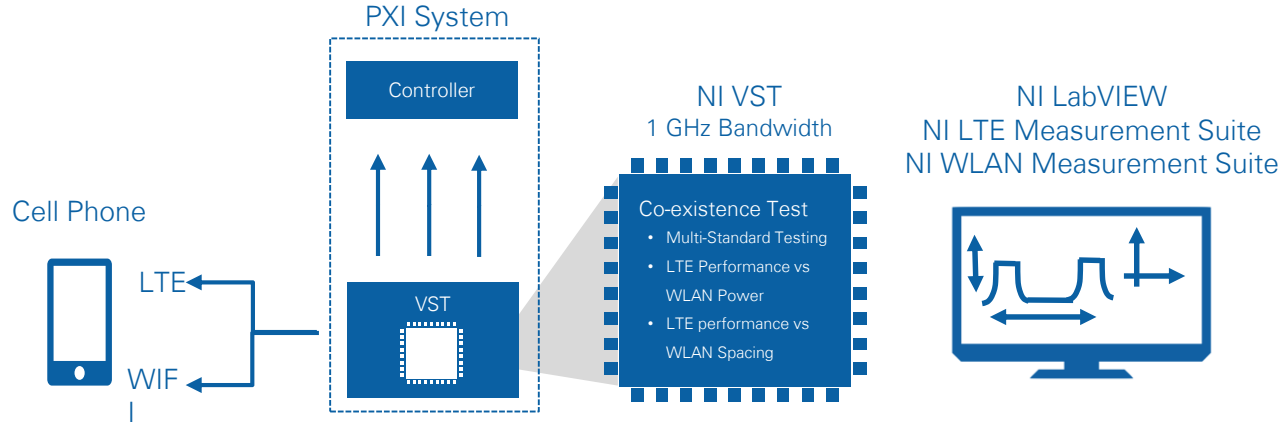 PXI System
Controller
VST
Cell Phone
LTE
WIF
I
NI VST
1 GHz Bandwidth
Co-existence Test
• Multi-Standard Testing
• LTE Performance vs
WLAN Power
• LTE performance vs
WLAN Spacing
NI LabVIEW
NI LTE Measurement Suite
NI WLAN Measurement Suite